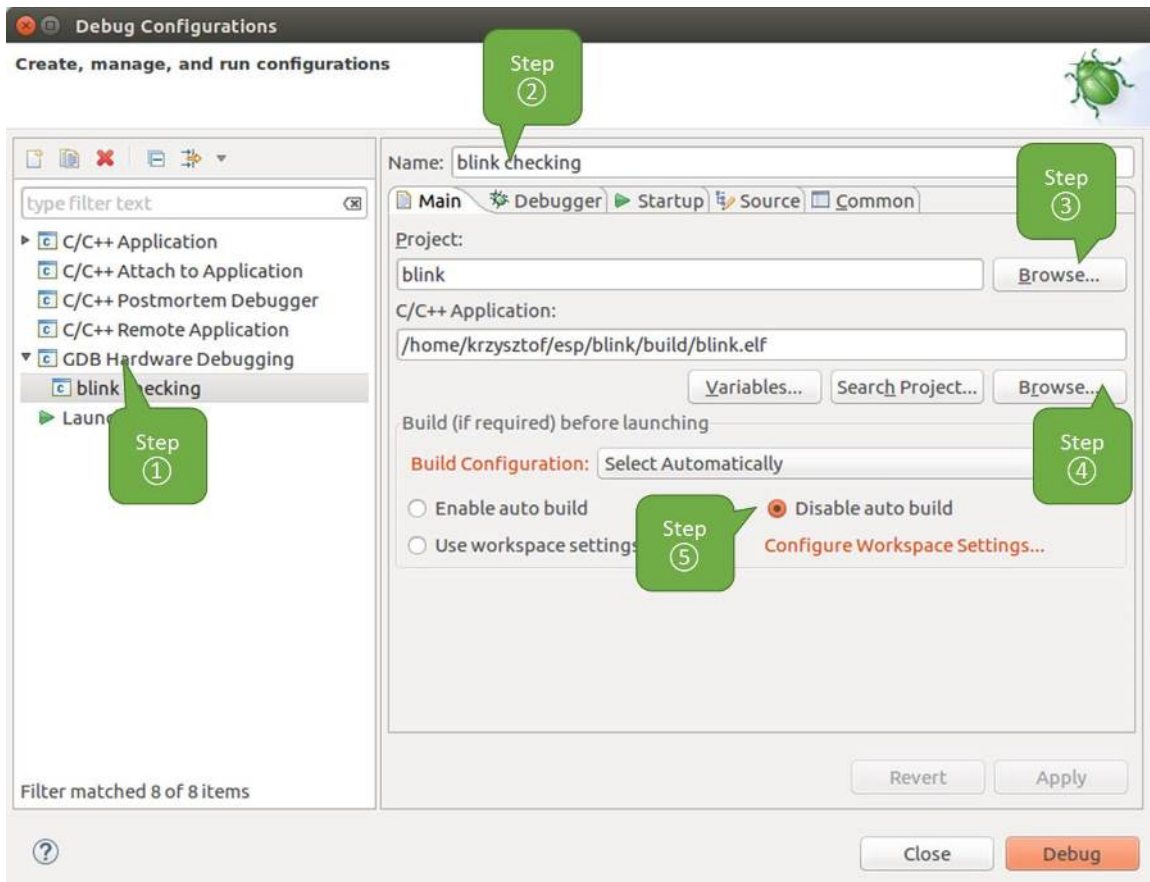 Debug Configurations
Create, manage, and run configurations
Step
②
type filter text
C/C++ Application
C/C++ Attach to Application
C/C++ Postmortem Debugger
C/C++ Remote Application
GDB Hardware Debugging
blink
Step
①
Filter matched 8 of 8 items
Name: blink checking
Step
③
Main Debugger Startup Source Common
Project:
blink Browse...
C/C++ Application:
/home/krzysztof/esp/blink/build/blink.elf
Variables... Search Project... Browse...
Step
④
Build (if required) before launching
Build Configuration: Select Automatically
Enable auto build Disable auto build
Step
⑤
Use workspace settings Configure Workspace Settings...
Revert Apply
Close Debug